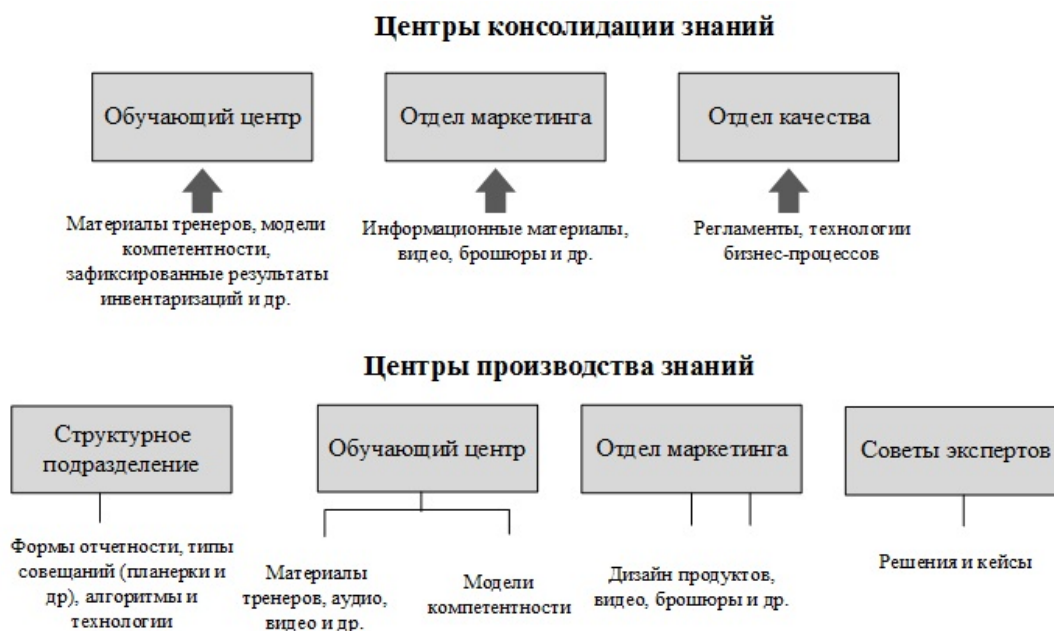 Центры консолидации знаний
Обучающий центр
Отдел маркетинга
Отдел качества
Материалы тренеров, модели
компетентности,
зафиксированные результаты
инвентаризаций и др.
Информационные материалы,
видео, брошюры и др.
Регламенты, технологии
бизнес-процессов
Центры производства знаний
Структурное
подразделение
Обучающий центр
Отдел маркетинга
Советы экспертов
Формы отчетности, типы
совещаний (планерки и
др), алгоритмы и
технологии
Материалы
тренеров, аудио,
видео и др.
Модели
компетентности
Дизайн продуктов,
видео, брошюры и др.
Решения и кейсы